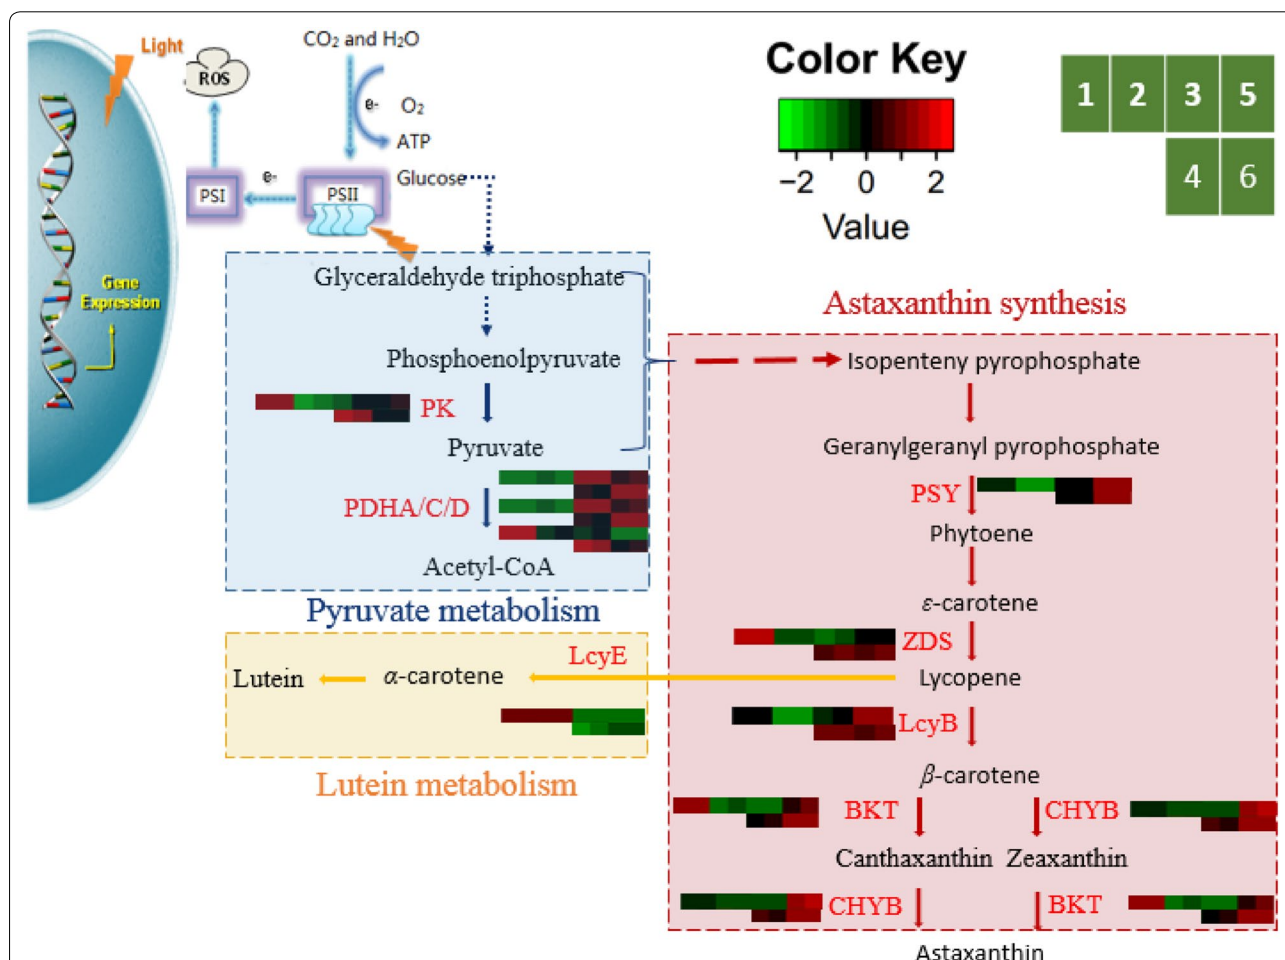 Light
ROS
CO2 and H2O
e-
O2
ATP
Glucose
PSI
e-
PSII
Gene
Expression
Color Key
−2 0 2
Value
1 2 3 5
4 6
Glyceraldehyde triphosphate
Phosphoenolpyruvate
PK
Pyruvate
PDHA/C/D
Acetyl-CoA
Pyruvate metabolism
Astaxanthin synthesis
Isopenteny pyrophosphate
Geranylgeranyl pyrophosphate
PSY
Phytoene
ε-carotene
ZDS
Lycopene
LcyE
Lutein
α-carotene
Lutein metabolism
LcyB
β-carotene
BKT
CHYB
Canthaxanthin
Zeaxanthin
CHYB
BKT
Astaxanthin